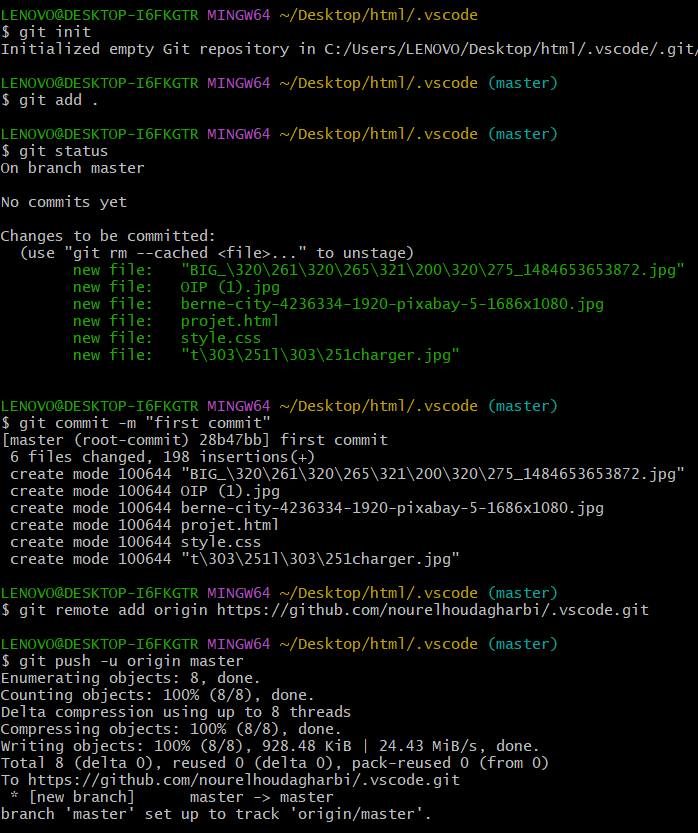 LENOVO@DESKTOP-I6FKGTR MINGW64 ~/Desktop/html/.vscode
$ git init
Initialized empty Git repository in C:/Users/LENOVO/Desktop/html/.vscode/.git/
LENOVO@DESKTOP-I6FKGTR MINGW64 ~/Desktop/html/.vscode (master)
$ git add .
LENOVO@DESKTOP-I6FKGTR MINGW64 ~/Desktop/html/.vscode (master)
$ git status
On branch master
No commits yet
Changes to be committed:
  (use "git rm --cached <file>..." to unstage)
        new file:   "BIG_\320\261\320\265\321\200\320\275_1484653653872.jpg"
        new file:   OIP (1).jpg
        new file:   berne-city-4236334-1920-pixabay-5-1686x1080.jpg
        new file:   projet.html
        new file:   style.css
        new file:   "t\303\251l\303\251charger.jpg"
LENOVO@DESKTOP-I6FKGTR MINGW64 ~/Desktop/html/.vscode (master)
$ git commit -m "first commit"
[master (root-commit) 28b47bb] first commit
 6 files changed, 198 insertions(+)
 create mode 100644 "BIG_\320\261\320\265\321\200\320\275_1484653653872.jpg"
 create mode 100644 OIP (1).jpg
 create mode 100644 berne-city-4236334-1920-pixabay-5-1686x1080.jpg
 create mode 100644 projet.html
 create mode 100644 style.css
 create mode 100644 "t\303\251l\303\251charger.jpg"
LENOVO@DESKTOP-I6FKGTR MINGW64 ~/Desktop/html/.vscode (master)
$ git remote add origin https://github.com/nourelhoudagharbi/.vscode.git
LENOVO@DESKTOP-I6FKGTR MINGW64 ~/Desktop/html/.vscode (master)
$ git push -u origin master
Enumerating objects: 8, done.
Counting objects: 100% (8/8), done.
Delta compression using up to 8 threads
Compressing objects: 100% (8/8), done.
Writing objects: 100% (8/8), 928.48 KiB | 24.43 MiB/s, done.
Total 8 (delta 0), reused 0 (delta 0), pack-reused 0 (from 0)
To https://github.com/nourelhoudagharbi/.vscode.git
 * [new branch]      master -> master
branch 'master' set up to track 'origin/master'.